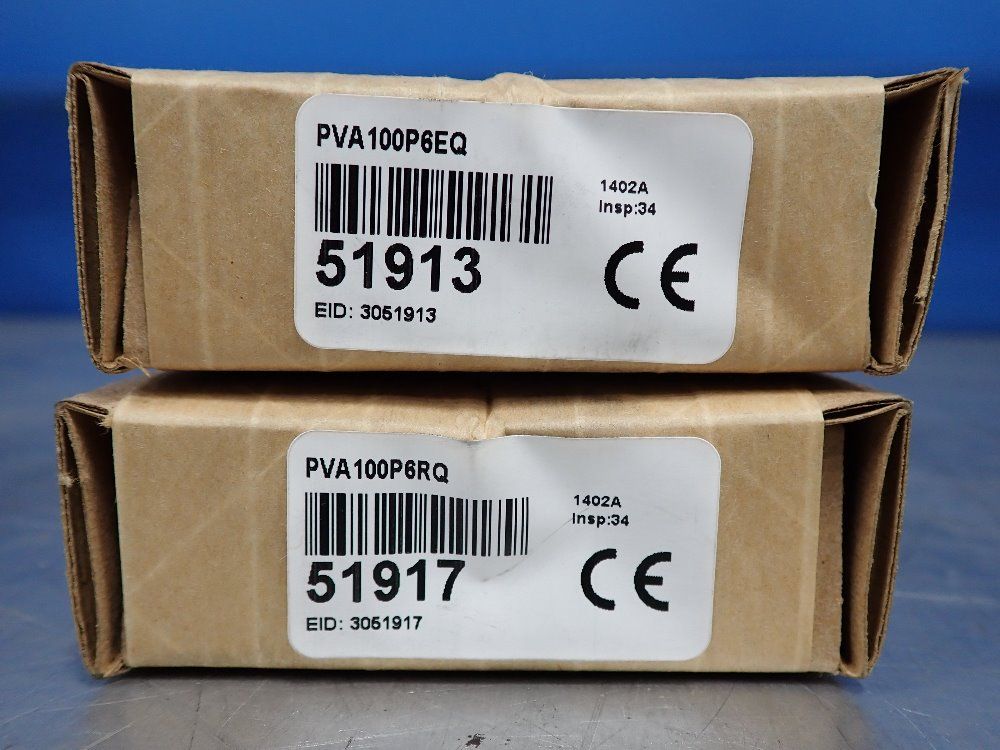 PVA100P6EQ
1402A
Insp:34
51913
CE
EID: 3051913
PVA100P6RQ
1402A
Insp:34
51917
CE
EID: 3051917